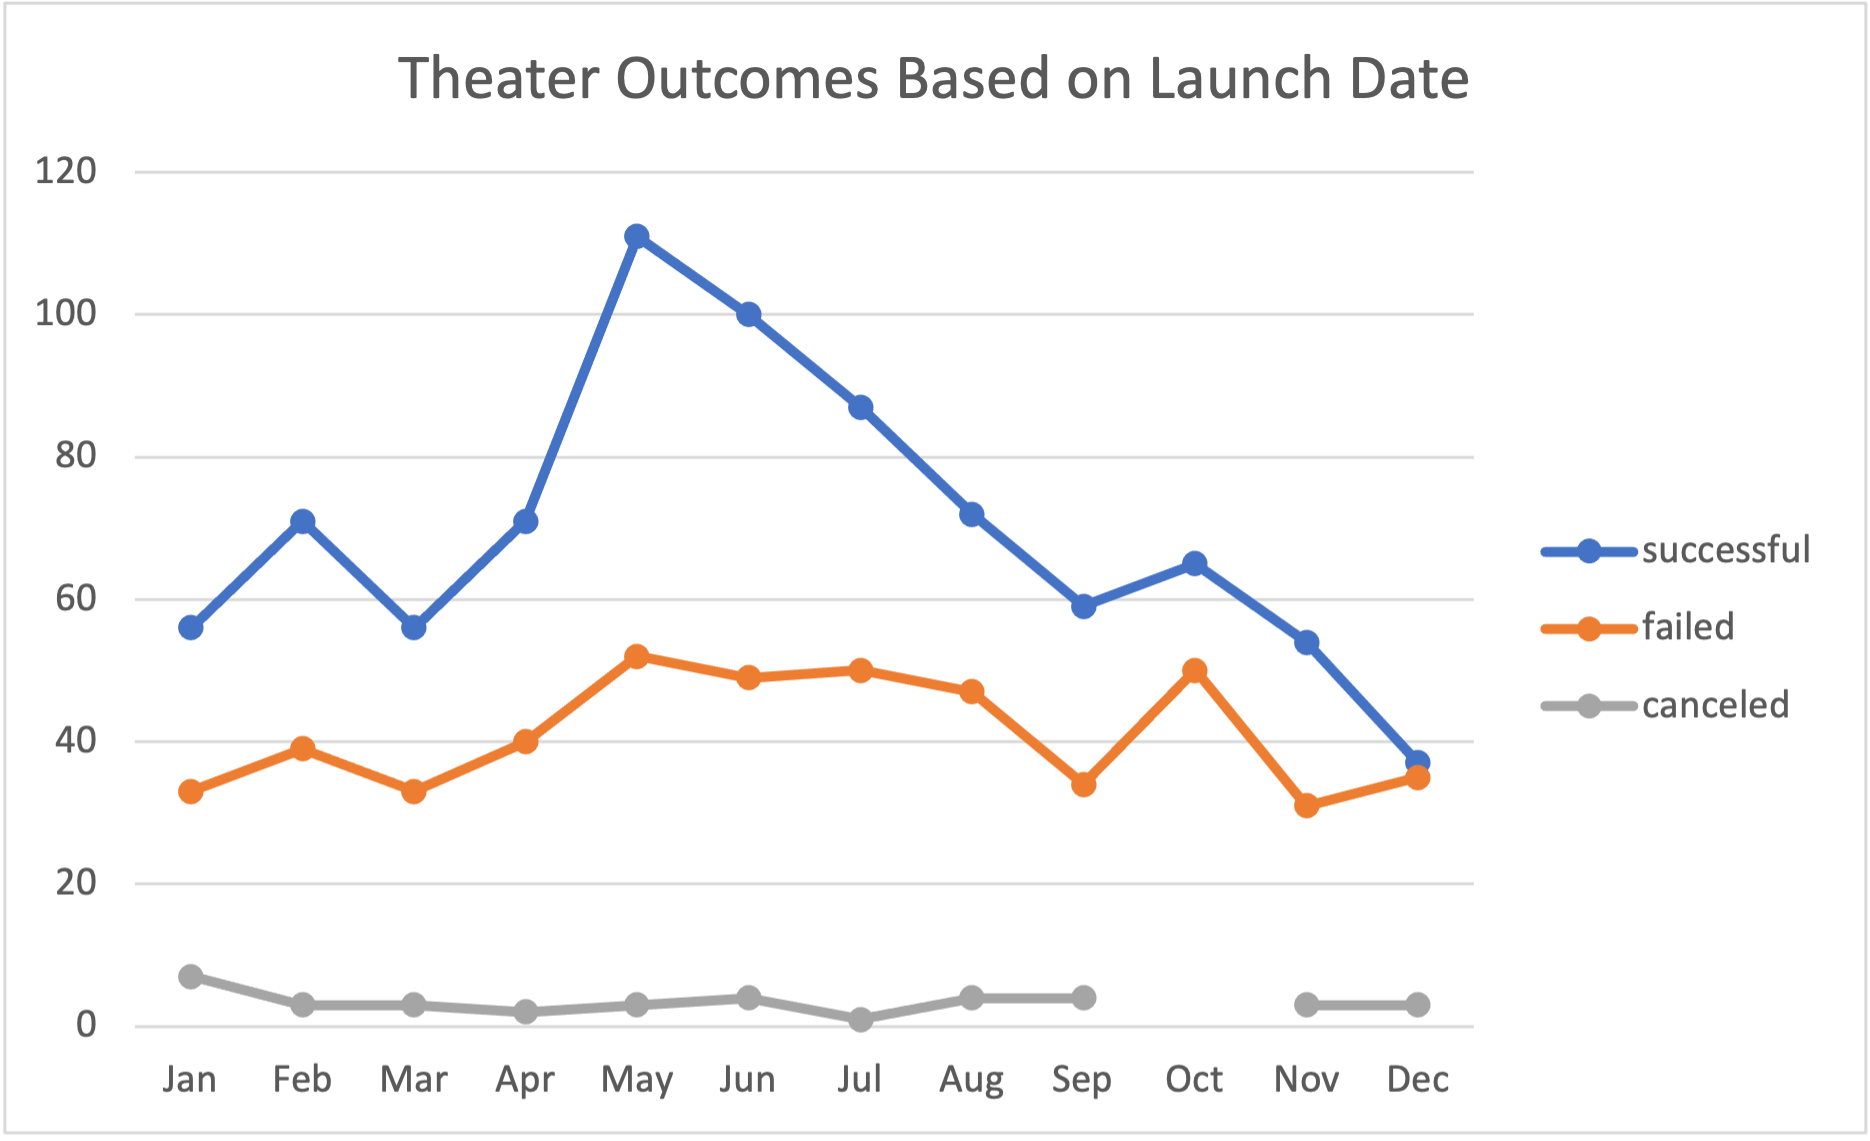 Theater Outcomes Based on Launch Date
120
100
80
60
40
20
0
Jan Feb Mar Apr May Jun Jul Aug Sep Oct Nov Dec
successful
failed
canceled